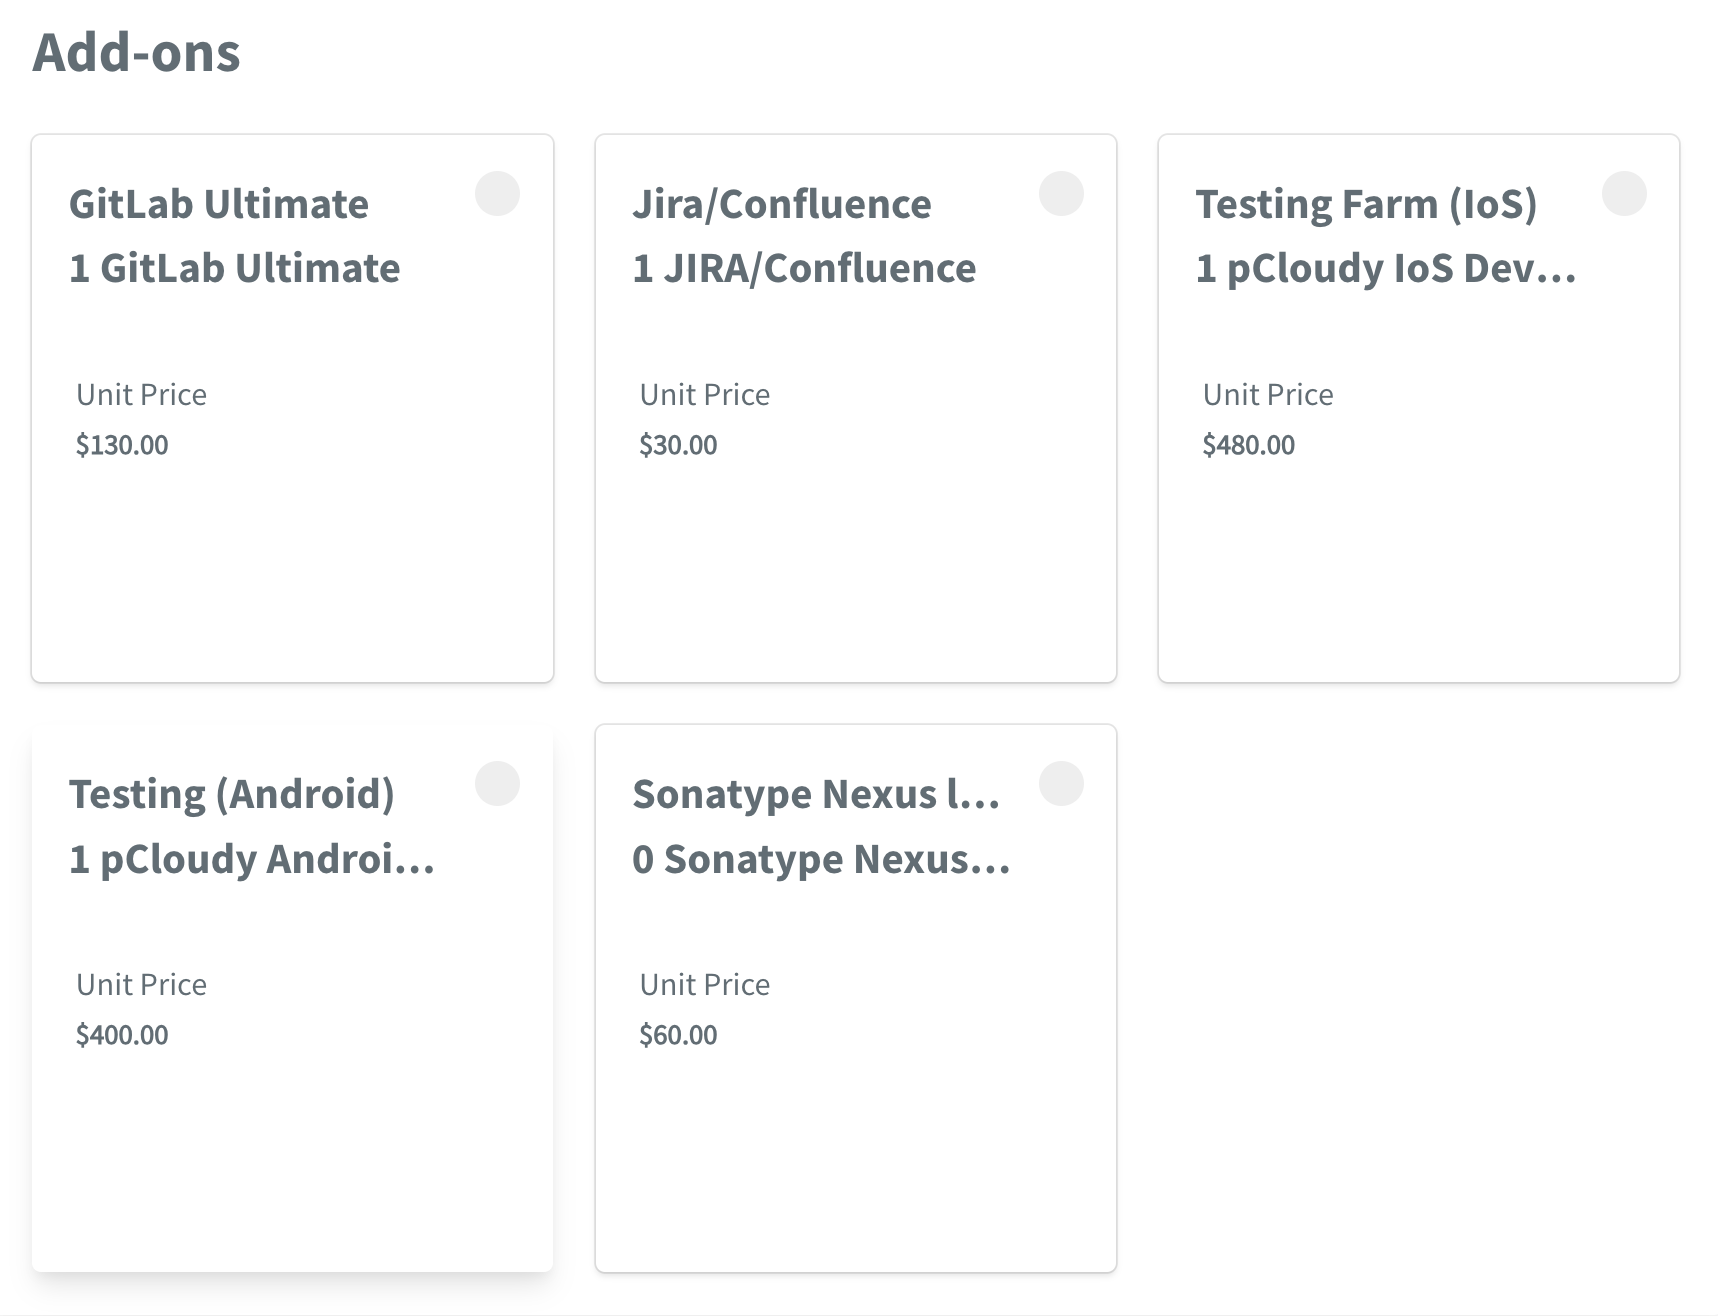 Add-ons
GitLab Ultimate
1 GitLab Ultimate
Unit Price
$130.00
Jira/Confluence
1 JIRA/Confluence
Unit Price
$30.00
Testing Farm (IoS)
1 pCloudy IoS Dev...
Unit Price
$480.00
Testing (Android)
1 pCloudy Androi...
Unit Price
$400.00
Sonatype Nexus l...
0 Sonatype Nexus...
Unit Price
$60.00